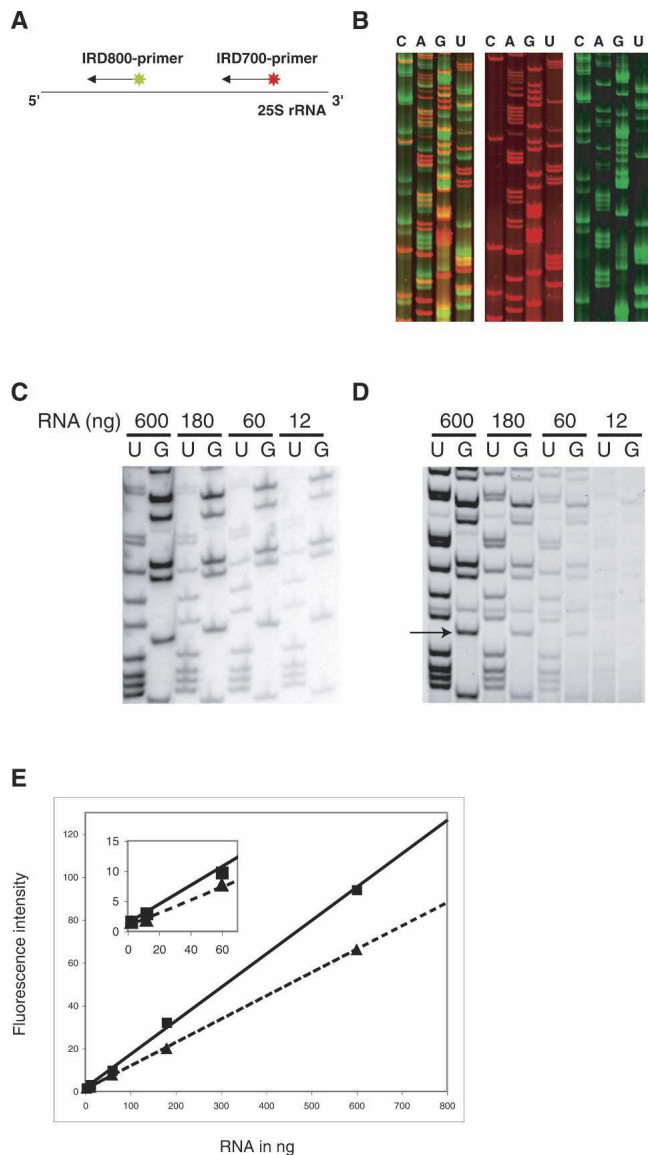 A
IRD800-primer IRD700-primer
5' 3'
25S rRNA
B
C A G U C A G U C A G U
C
RNA (ng) 600 180 60 12
U G U G U G U G
D
600 180 60 12
U G U G U G U G
E
Fluorescence intensity
120
100
80
60
40
20
0
15
10
5
0
0 20 40 60
0 100 200 300 400 500 600 700 800
RNA in ng